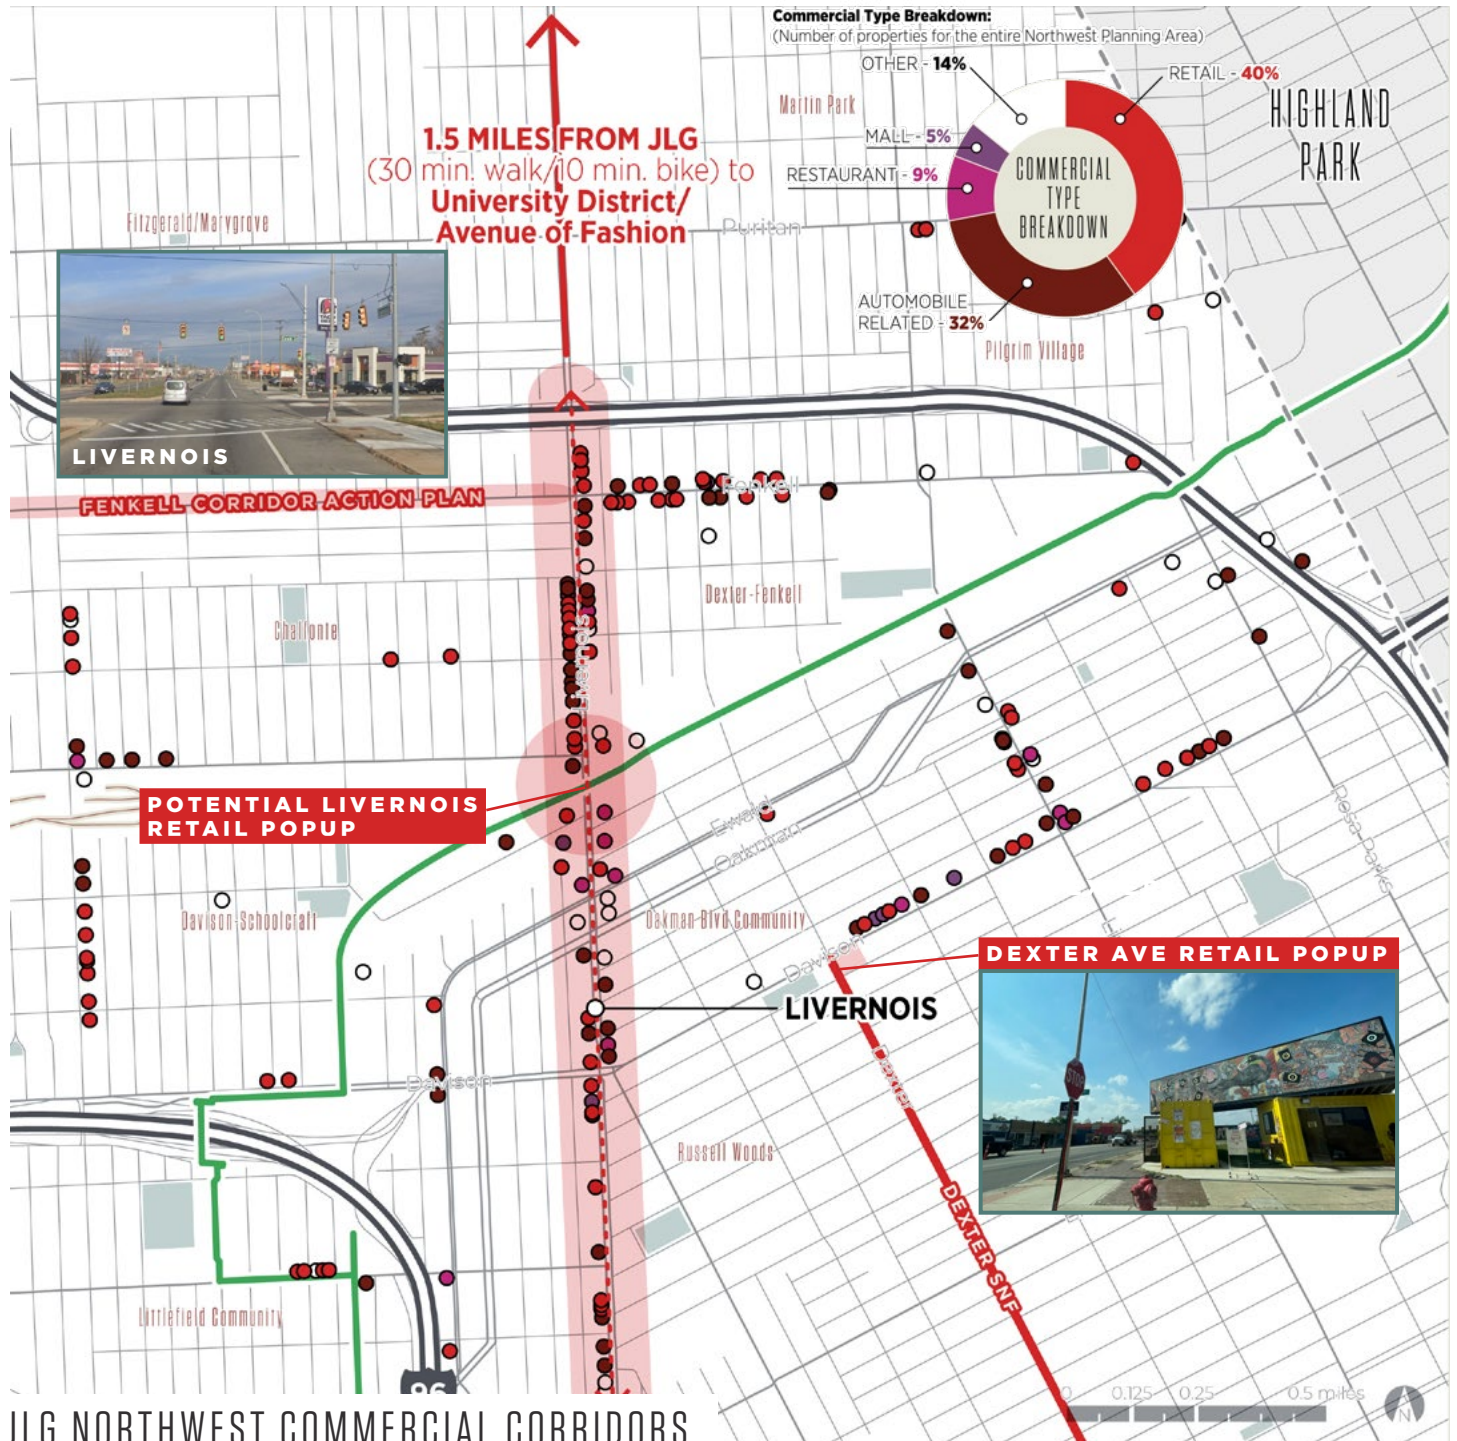 Commercial Type Breakdown:
(Number of properties for the entire Northwest Planning Area)
OTHER - 14%
RETAIL - 40%
MALL - 5%
RESTAURANT - 9%
AUTOMOBILE
RELATED - 32%
COMMERCIAL
TYPE
BREAKDOWN
HIGHLAND
PARK
Martin Park
1.5 MILES FROM JLG
(30 min. walk/10 min. bike) to
University District/
Avenue of Fashion
Fitzgerald/Marygrove
Puritan
Pilgrim Village
LIVERNOIS
FENKELL CORRIDOR ACTION PLAN
Fenkell
Dexter-Fenkell
Challonte
Livernois
POTENTIAL LIVERNOIS
RETAIL POPUP
Ewald
Oakman
Rosa Parks
Davison-Schoolcraft
Oakman Blvd Community
Davison
DEXTER AVE RETAIL POPUP
LIVERNOIS
STOP
Dexter
Davison
Russell Woods
DEXTER SNF
Littlefield Community
96
0 0.125 0.25 0.5 miles
N
JLG NORTHWEST COMMERCIAL CORRIDORS